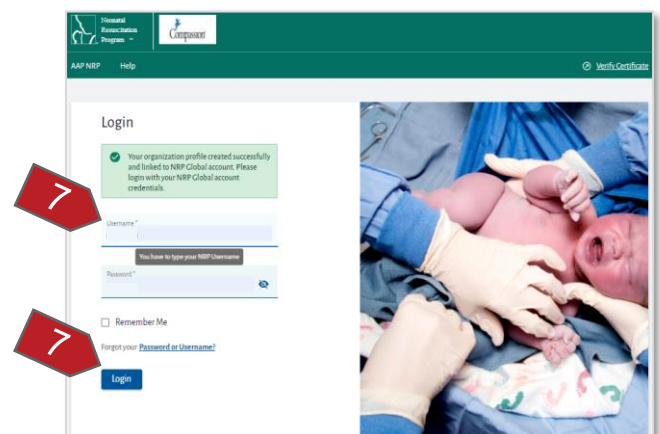 Neonatal
Resuscitation
Program
Compassion
AAP NRP Help
Verify Certificate
Login
Your organization profile created successfully
and linked to NRP Global account. Please
login with your NRP Global account
credentials.
7
Username *
You have to type your NRP Username
Password *
Remember Me
7
Forgot your Password or Username?
Login